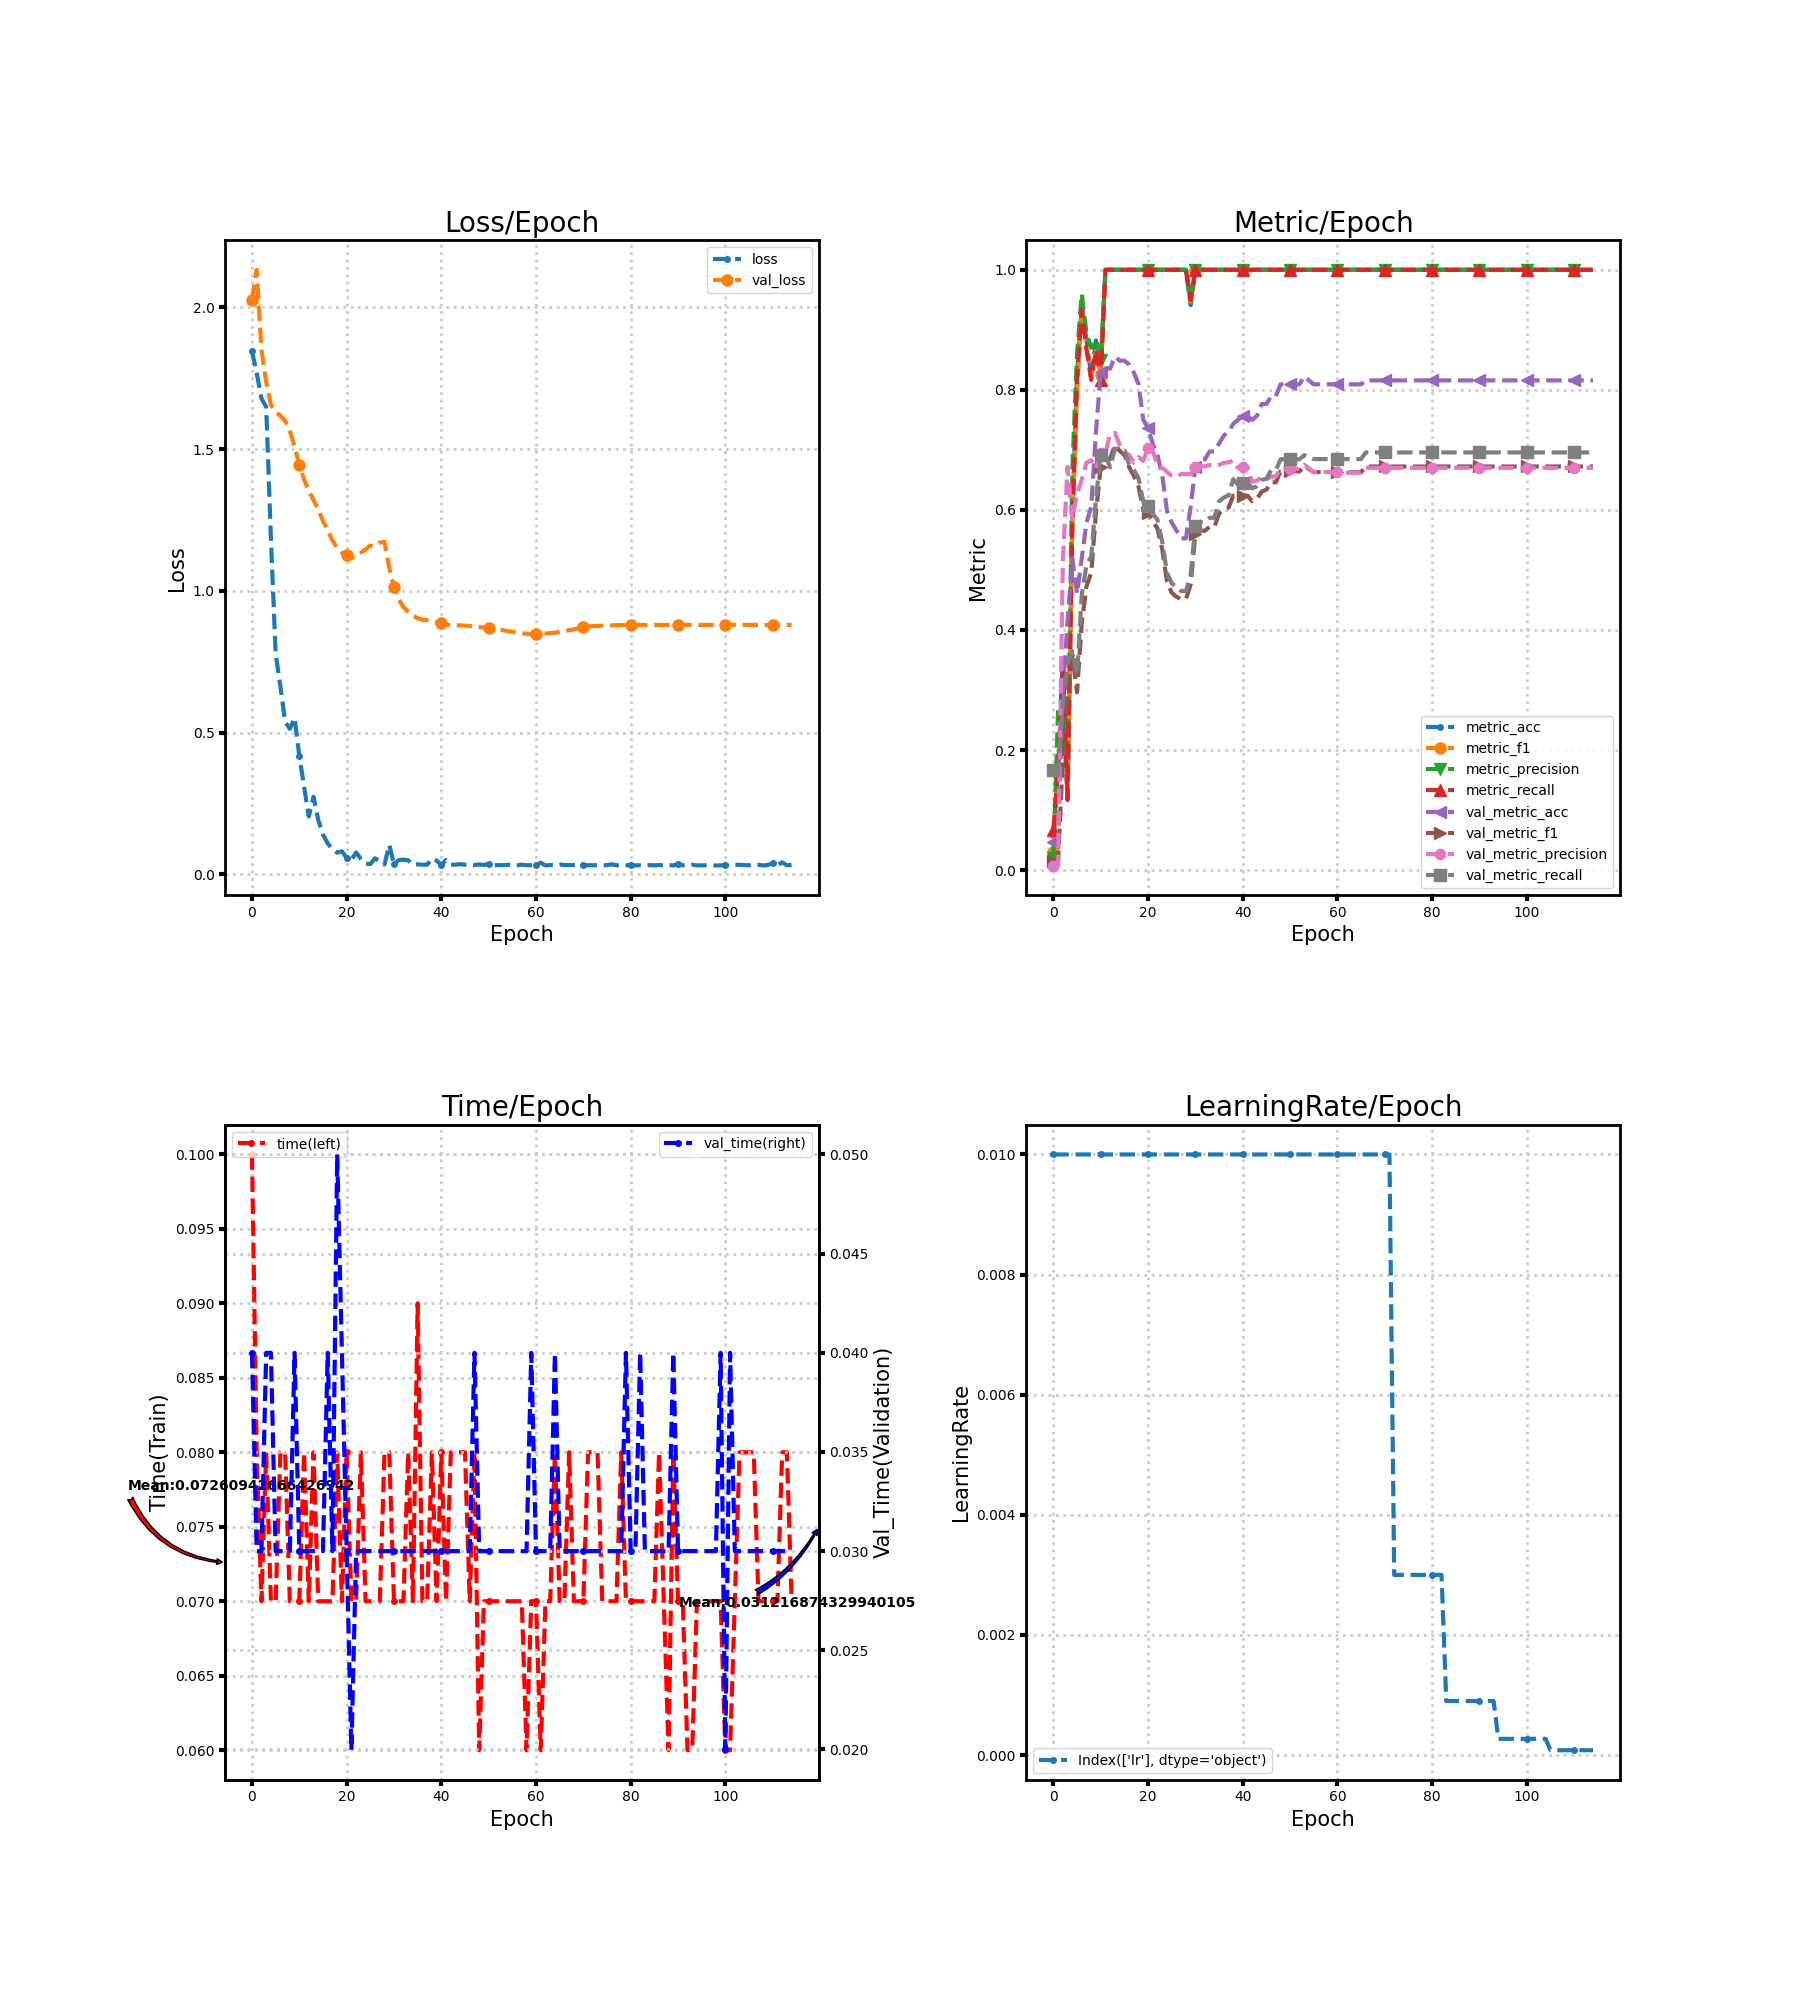 Loss/Epoch
loss
val_loss
2.0
1.5
1.0
0.5
0.0
Loss
0
20
40
60
80
100
Epoch
Metric/Epoch
1.0
0.8
0.6
0.4
0.2
0.0
Metric
metric_acc
metric_f1
metric_precision
metric_recall
val_metric_acc
val_metric_f1
val_metric_precision
val_metric_recall
0
20
40
60
80
100
Epoch
Time/Epoch
time(left)
val_time(right)
0.100
0.095
0.090
0.085
0.080
0.075
0.070
0.065
0.060
Time(Train)
0.050
0.045
0.040
0.035
0.030
0.025
0.020
Val_Time(Validation)
Mean:0.031216874329940105
0
20
40
60
80
100
Epoch
LearningRate/Epoch
0.010
0.008
0.006
0.004
0.002
0.000
LearningRate
Index(['lr'], dtype='object')
0
20
40
60
80
100
Epoch